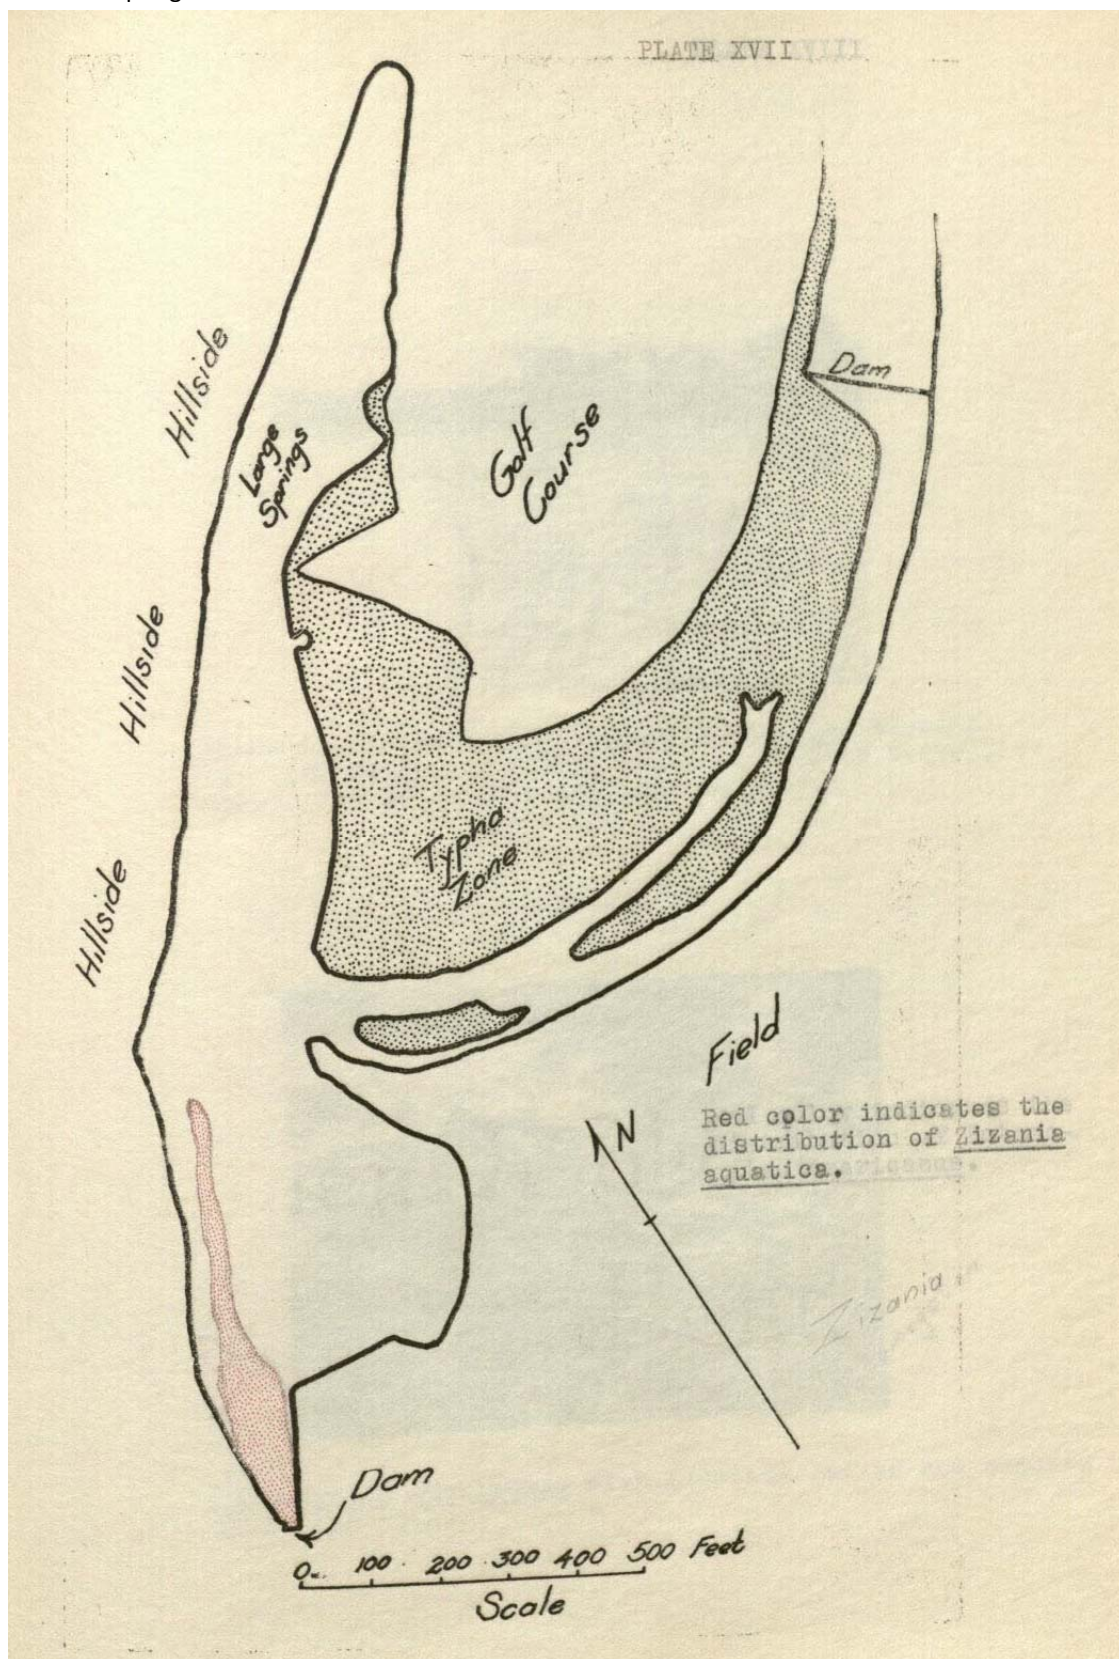 PLATE XVII
Hillside
Large
Springs
Golf
Course
Dam
Hillside
Typha
Zone
Hillside
Field
N
Red color indicates the
distribution of Zizania
aquatica.
Zizania
Dam
0 100 200 300 400 500 Feet
Scale